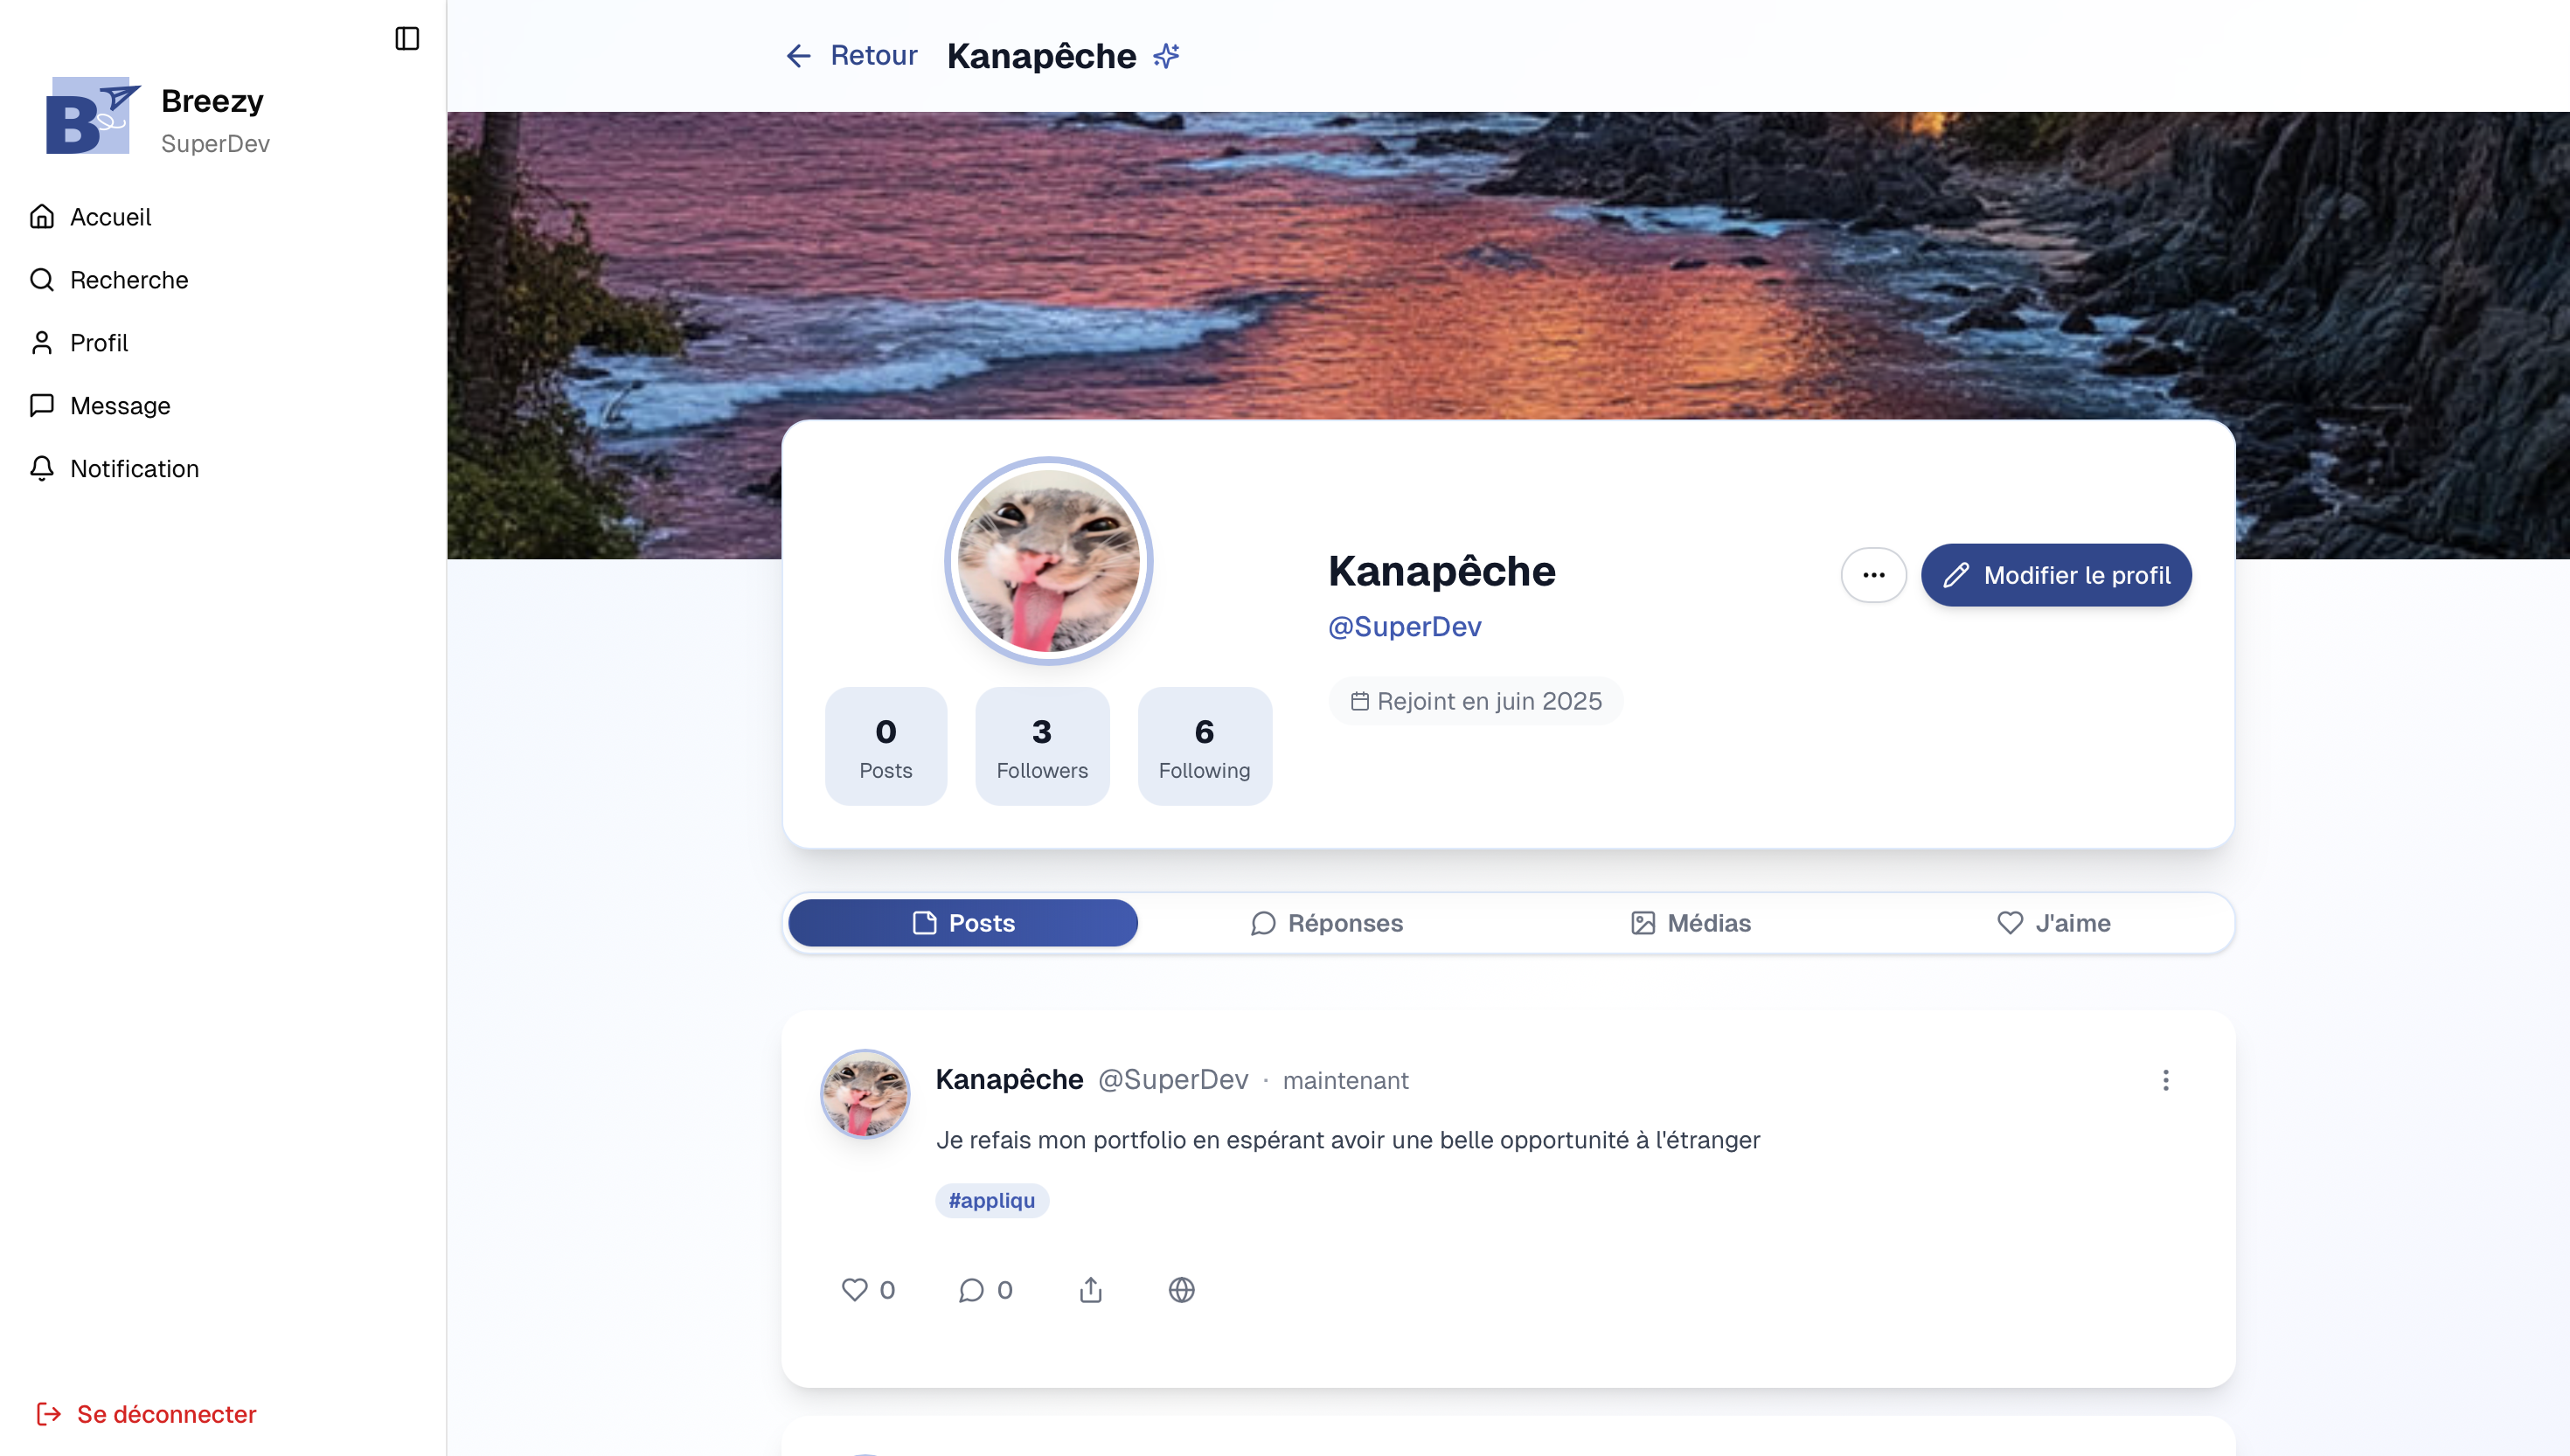 Breezy
SuperDev
Accueil
Recherche
Profil
Message
Notification
Se déconnecter
Retour Kanapêche
Kanapêche
@SuperDev
Rejoint en juin 2025
Modifier le profil
0 Posts
3 Followers
6 Following
Posts Réponses Médias J'aime
Kanapêche @SuperDev · maintenant
Je refais mon portfolio en espérant avoir une belle opportunité à l'étranger
#appliqu
0 0